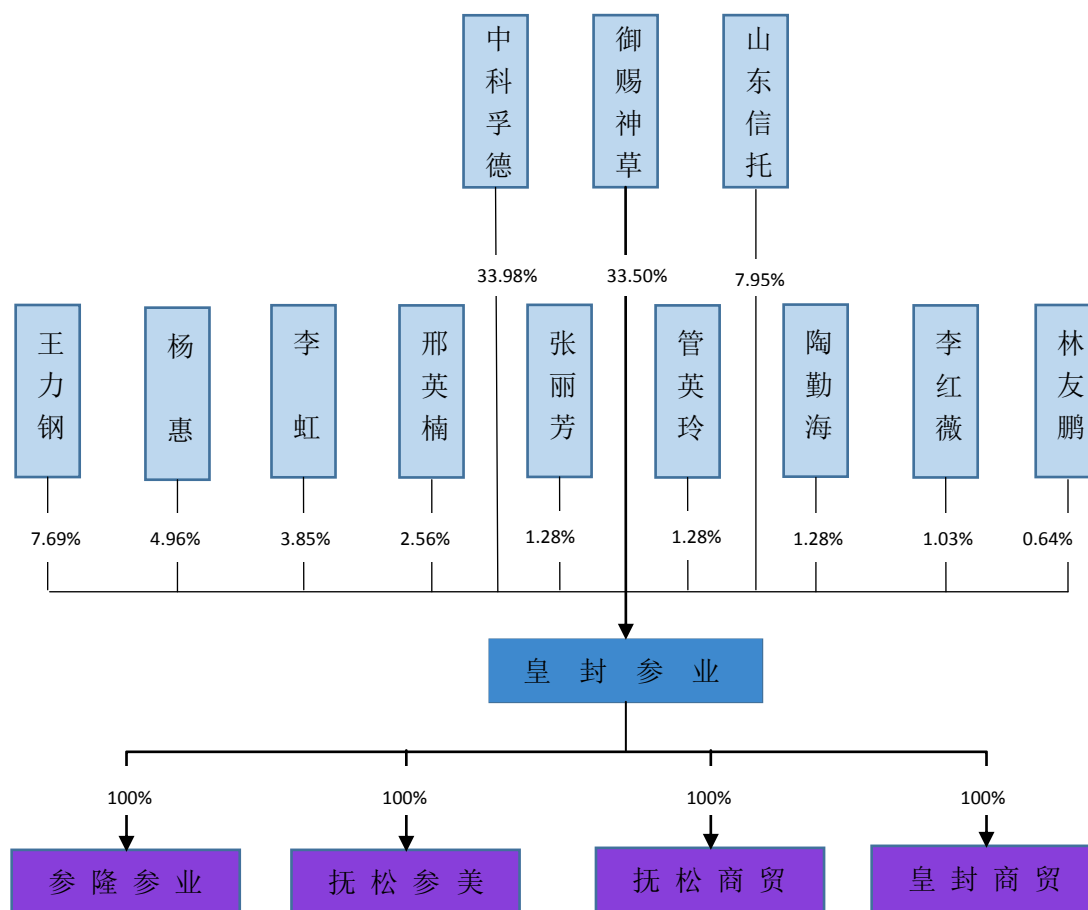 中科孚德
御赐神草
山东信托
33.98%
33.50%
7.95%
王力钢
杨惠
李虹
邢英楠
张丽芳
管英玲
陶勤海
李红薇
林友鹏
7.69%
4.96%
3.85%
2.56%
1.28%
1.28%
1.28%
1.03%
0.64%
皇封参业
100%
100%
100%
100%
参隆参业
抚松参美
抚松商贸
皇封商贸